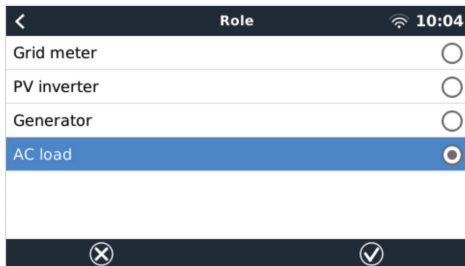 Role 10:04
Grid meter
PV inverter
Generator
AC load